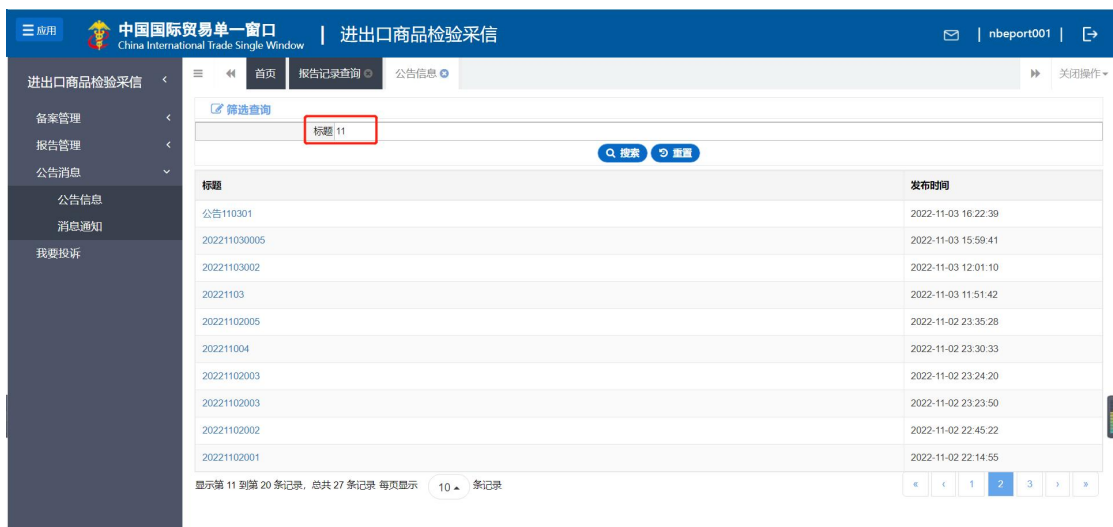 应用
中国国际贸易单一窗口
China International Trade Single Window
| 进出口商品检验采信
| nbeport001 |
进出口商品检验采信
首页 报告记录查询 公告信息 关闭操作
备案管理
报告管理
公告消息
公告信息
消息通知
我要投诉
筛选查询
标题 11
搜索 重置
标题 发布时间
公告110301 2022-11-03 16:22:39
202211030005 2022-11-03 15:59:41
20221103002 2022-11-03 12:01:10
20221103 2022-11-03 11:51:42
20221102005 2022-11-02 23:35:28
202211004 2022-11-02 23:30:33
20221102003 2022-11-02 23:24:20
20221102003 2022-11-02 23:23:50
20221102002 2022-11-02 22:45:22
20221102001 2022-11-02 22:14:55
显示第 11 到第 20 条记录，总共 27 条记录 每页显示 10 条记录
« ‹ 1 2 3 › »